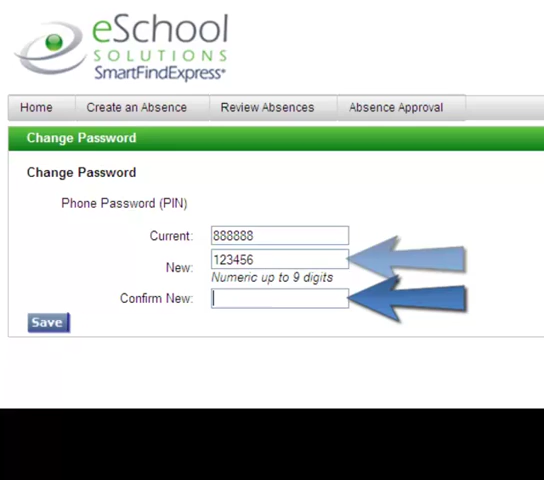 eSchool
SOLUTIONS
SmartFindExpress®
Home Create an Absence Review Absences Absence Approval
Change Password
Change Password
Phone Password (PIN)
Current: 888888
New: 123456
Numeric up to 9 digits
Confirm New:
Save